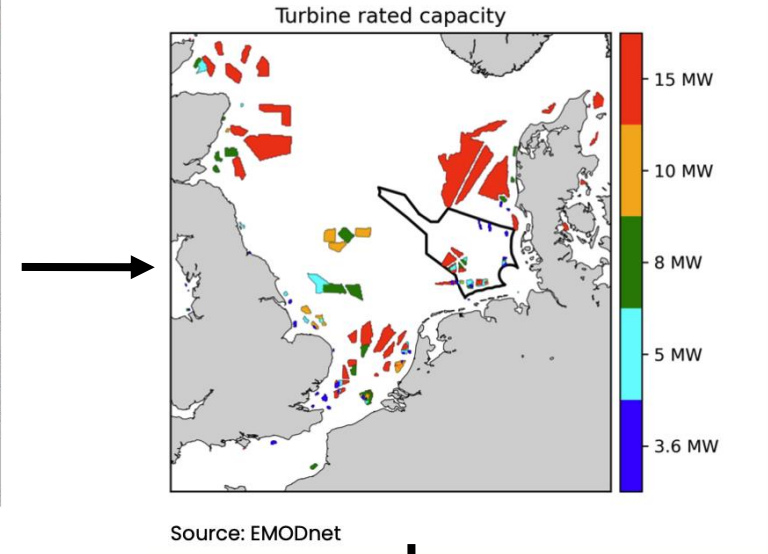 Turbine rated capacity
15 MW
10 MW
8 MW
5 MW
3.6 MW
Source: EMODnet